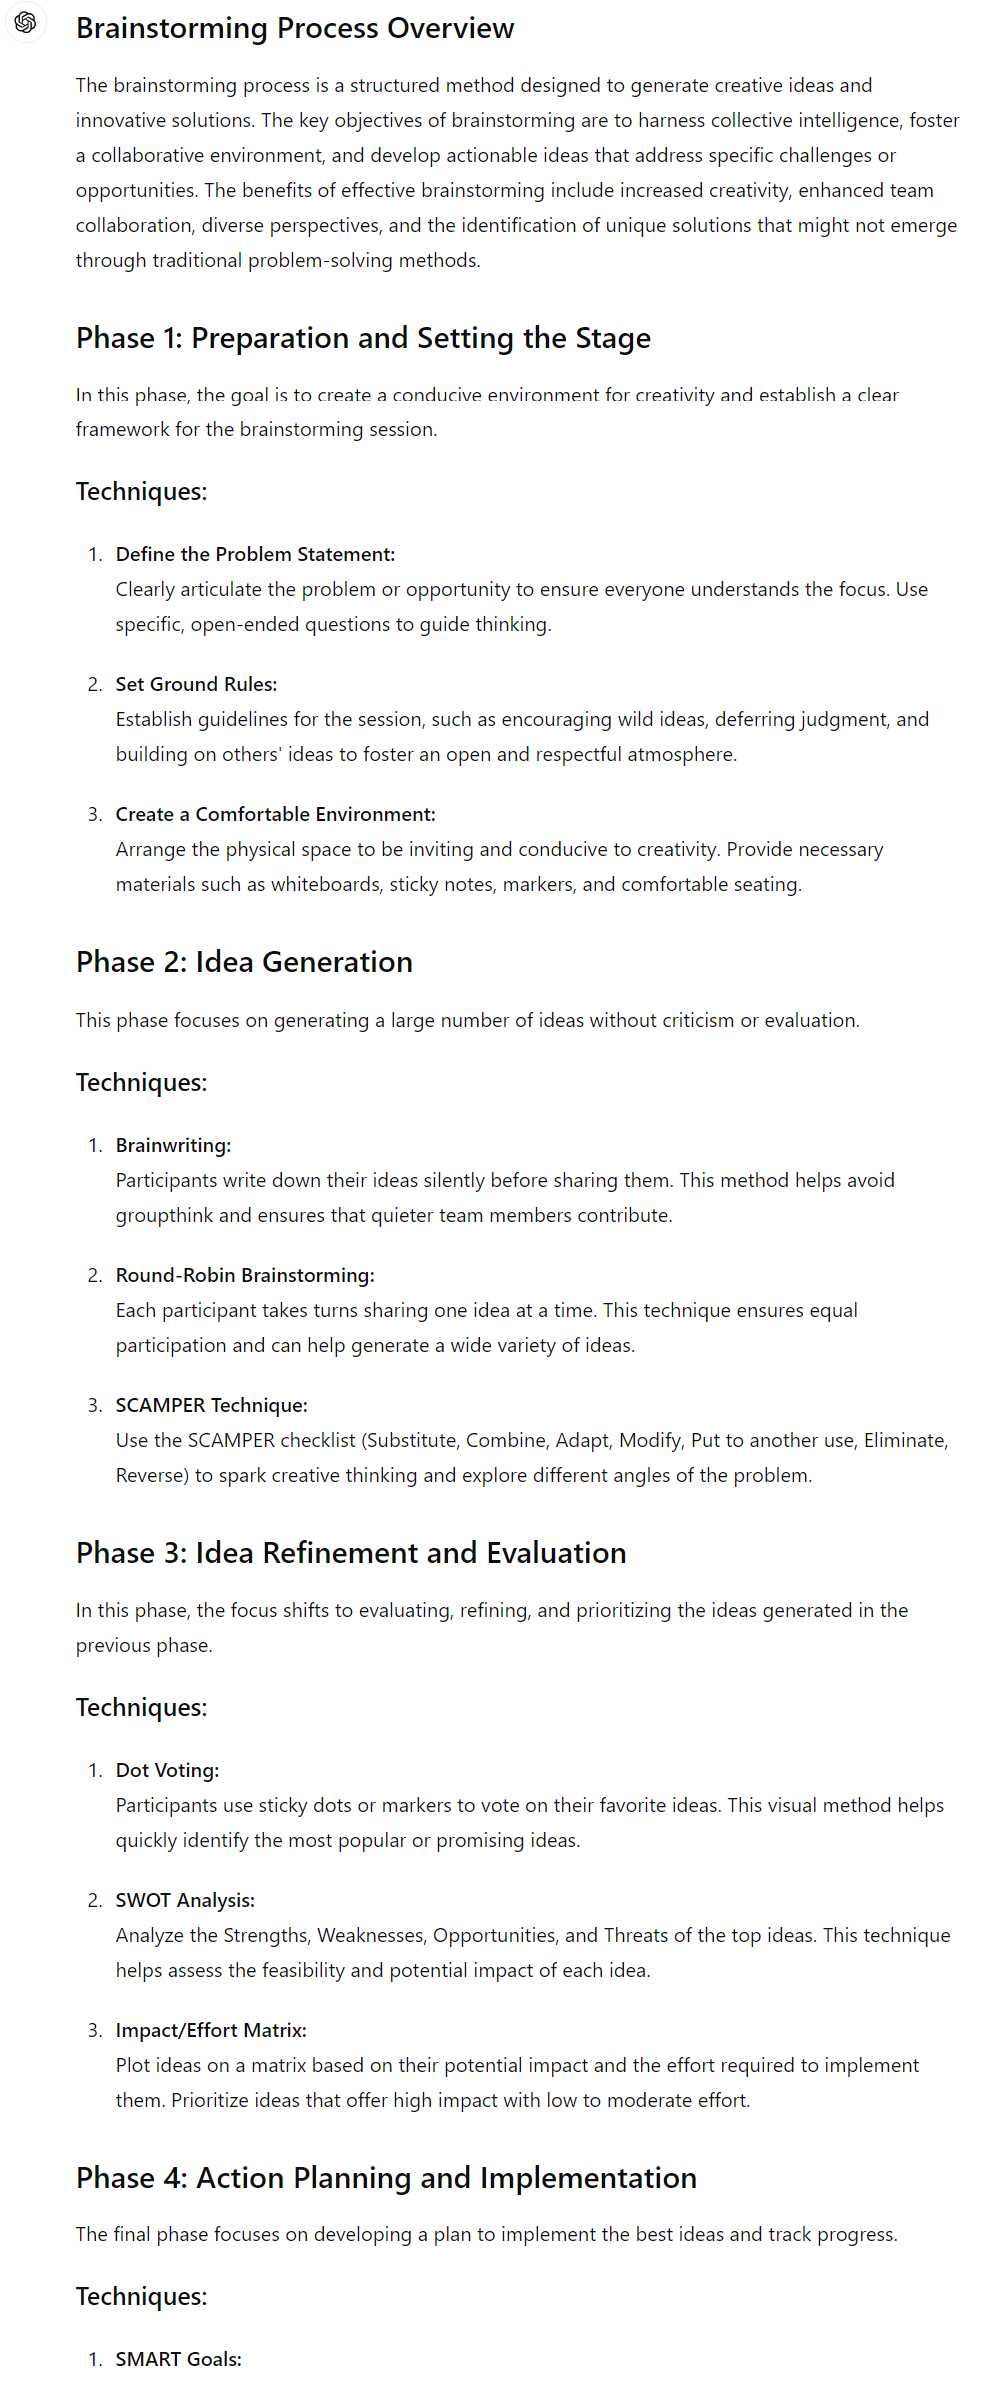 Brainstorming Process Overview
The brainstorming process is a structured method designed to generate creative ideas and
innovative solutions. The key objectives of brainstorming are to harness collective intelligence, foster
a collaborative environment, and develop actionable ideas that address specific challenges or
opportunities. The benefits of effective brainstorming include increased creativity, enhanced team
collaboration, diverse perspectives, and the identification of unique solutions that might not emerge
through traditional problem-solving methods.
Phase 1: Preparation and Setting the Stage
In this phase, the goal is to create a conducive environment for creativity and establish a clear
framework for the brainstorming session.
Techniques:
1. Define the Problem Statement:
Clearly articulate the problem or opportunity to ensure everyone understands the focus. Use
specific, open-ended questions to guide thinking.
2. Set Ground Rules:
Establish guidelines for the session, such as encouraging wild ideas, deferring judgment, and
building on others' ideas to foster an open and respectful atmosphere.
3. Create a Comfortable Environment:
Arrange the physical space to be inviting and conducive to creativity. Provide necessary
materials such as whiteboards, sticky notes, markers, and comfortable seating.
Phase 2: Idea Generation
This phase focuses on generating a large number of ideas without criticism or evaluation.
Techniques:
1. Brainwriting:
Participants write down their ideas silently before sharing them. This method helps avoid
groupthink and ensures that quieter team members contribute.
2. Round-Robin Brainstorming:
Each participant takes turns sharing one idea at a time. This technique ensures equal
participation and can help generate a wide variety of ideas.
3. SCAMPER Technique:
Use the SCAMPER checklist (Substitute, Combine, Adapt, Modify, Put to another use, Eliminate,
Reverse) to spark creative thinking and explore different angles of the problem.
Phase 3: Idea Refinement and Evaluation
In this phase, the focus shifts to evaluating, refining, and prioritizing the ideas generated in the
previous phase.
Techniques:
1. Dot Voting:
Participants use sticky dots or markers to vote on their favorite ideas. This visual method helps
quickly identify the most popular or promising ideas.
2. SWOT Analysis:
Analyze the Strengths, Weaknesses, Opportunities, and Threats of the top ideas. This technique
helps assess the feasibility and potential impact of each idea.
3. Impact/Effort Matrix:
Plot ideas on a matrix based on their potential impact and the effort required to implement
them. Prioritize ideas that offer high impact with low to moderate effort.
Phase 4: Action Planning and Implementation
The final phase focuses on developing a plan to implement the best ideas and track progress.
Techniques:
1. SMART Goals: